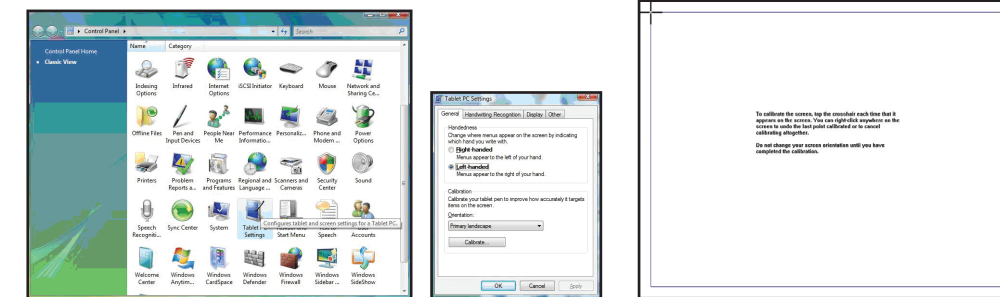 Control Panel
Search
Control Panel Home
Classic View
Name Category
Indexing Options
Infrared
Internet Options
iSCSI Initiator
Keyboard
Mouse
Network and Sharing Ce...
Offline Files
Pen and Input Devices
People Near Me
Performance Informatio...
Personaliz...
Phone and Modem ...
Power Options
Printers
Problem Reports a...
Programs and Features
Regional and Language ...
Scanners and Cameras
Security Center
Sound
Speech Recogniti...
Sync Center
System
Tablet PC Settings
Start Menu
Speech
Accounts
Configures tablet and screen settings for a Tablet PC.
Welcome Center
Windows Anytim...
Windows CardSpace
Windows Defender
Windows Firewall
Windows Sidebar ...
Windows SideShow
Tablet PC Settings
General Handwriting Recognition Display Other
Handedness
Change where menus appear on the screen by indicating
which hand you write with.
Right-handed
Menus appear to the left of your hand.
Left-handed
Menus appear to the right of your hand.
Calibration
Calibrate your tablet pen to improve how accurately it targets
items on the screen.
Orientation:
Primary landscape
Calibrate...
OK Cancel Apply
To calibrate the screen, tap the crosshair each time that it
appears on the screen. You can right-click anywhere on the
screen to undo the last point calibrated or to cancel
calibrating altogether.
Do not change your screen orientation until you have
completed the calibration.